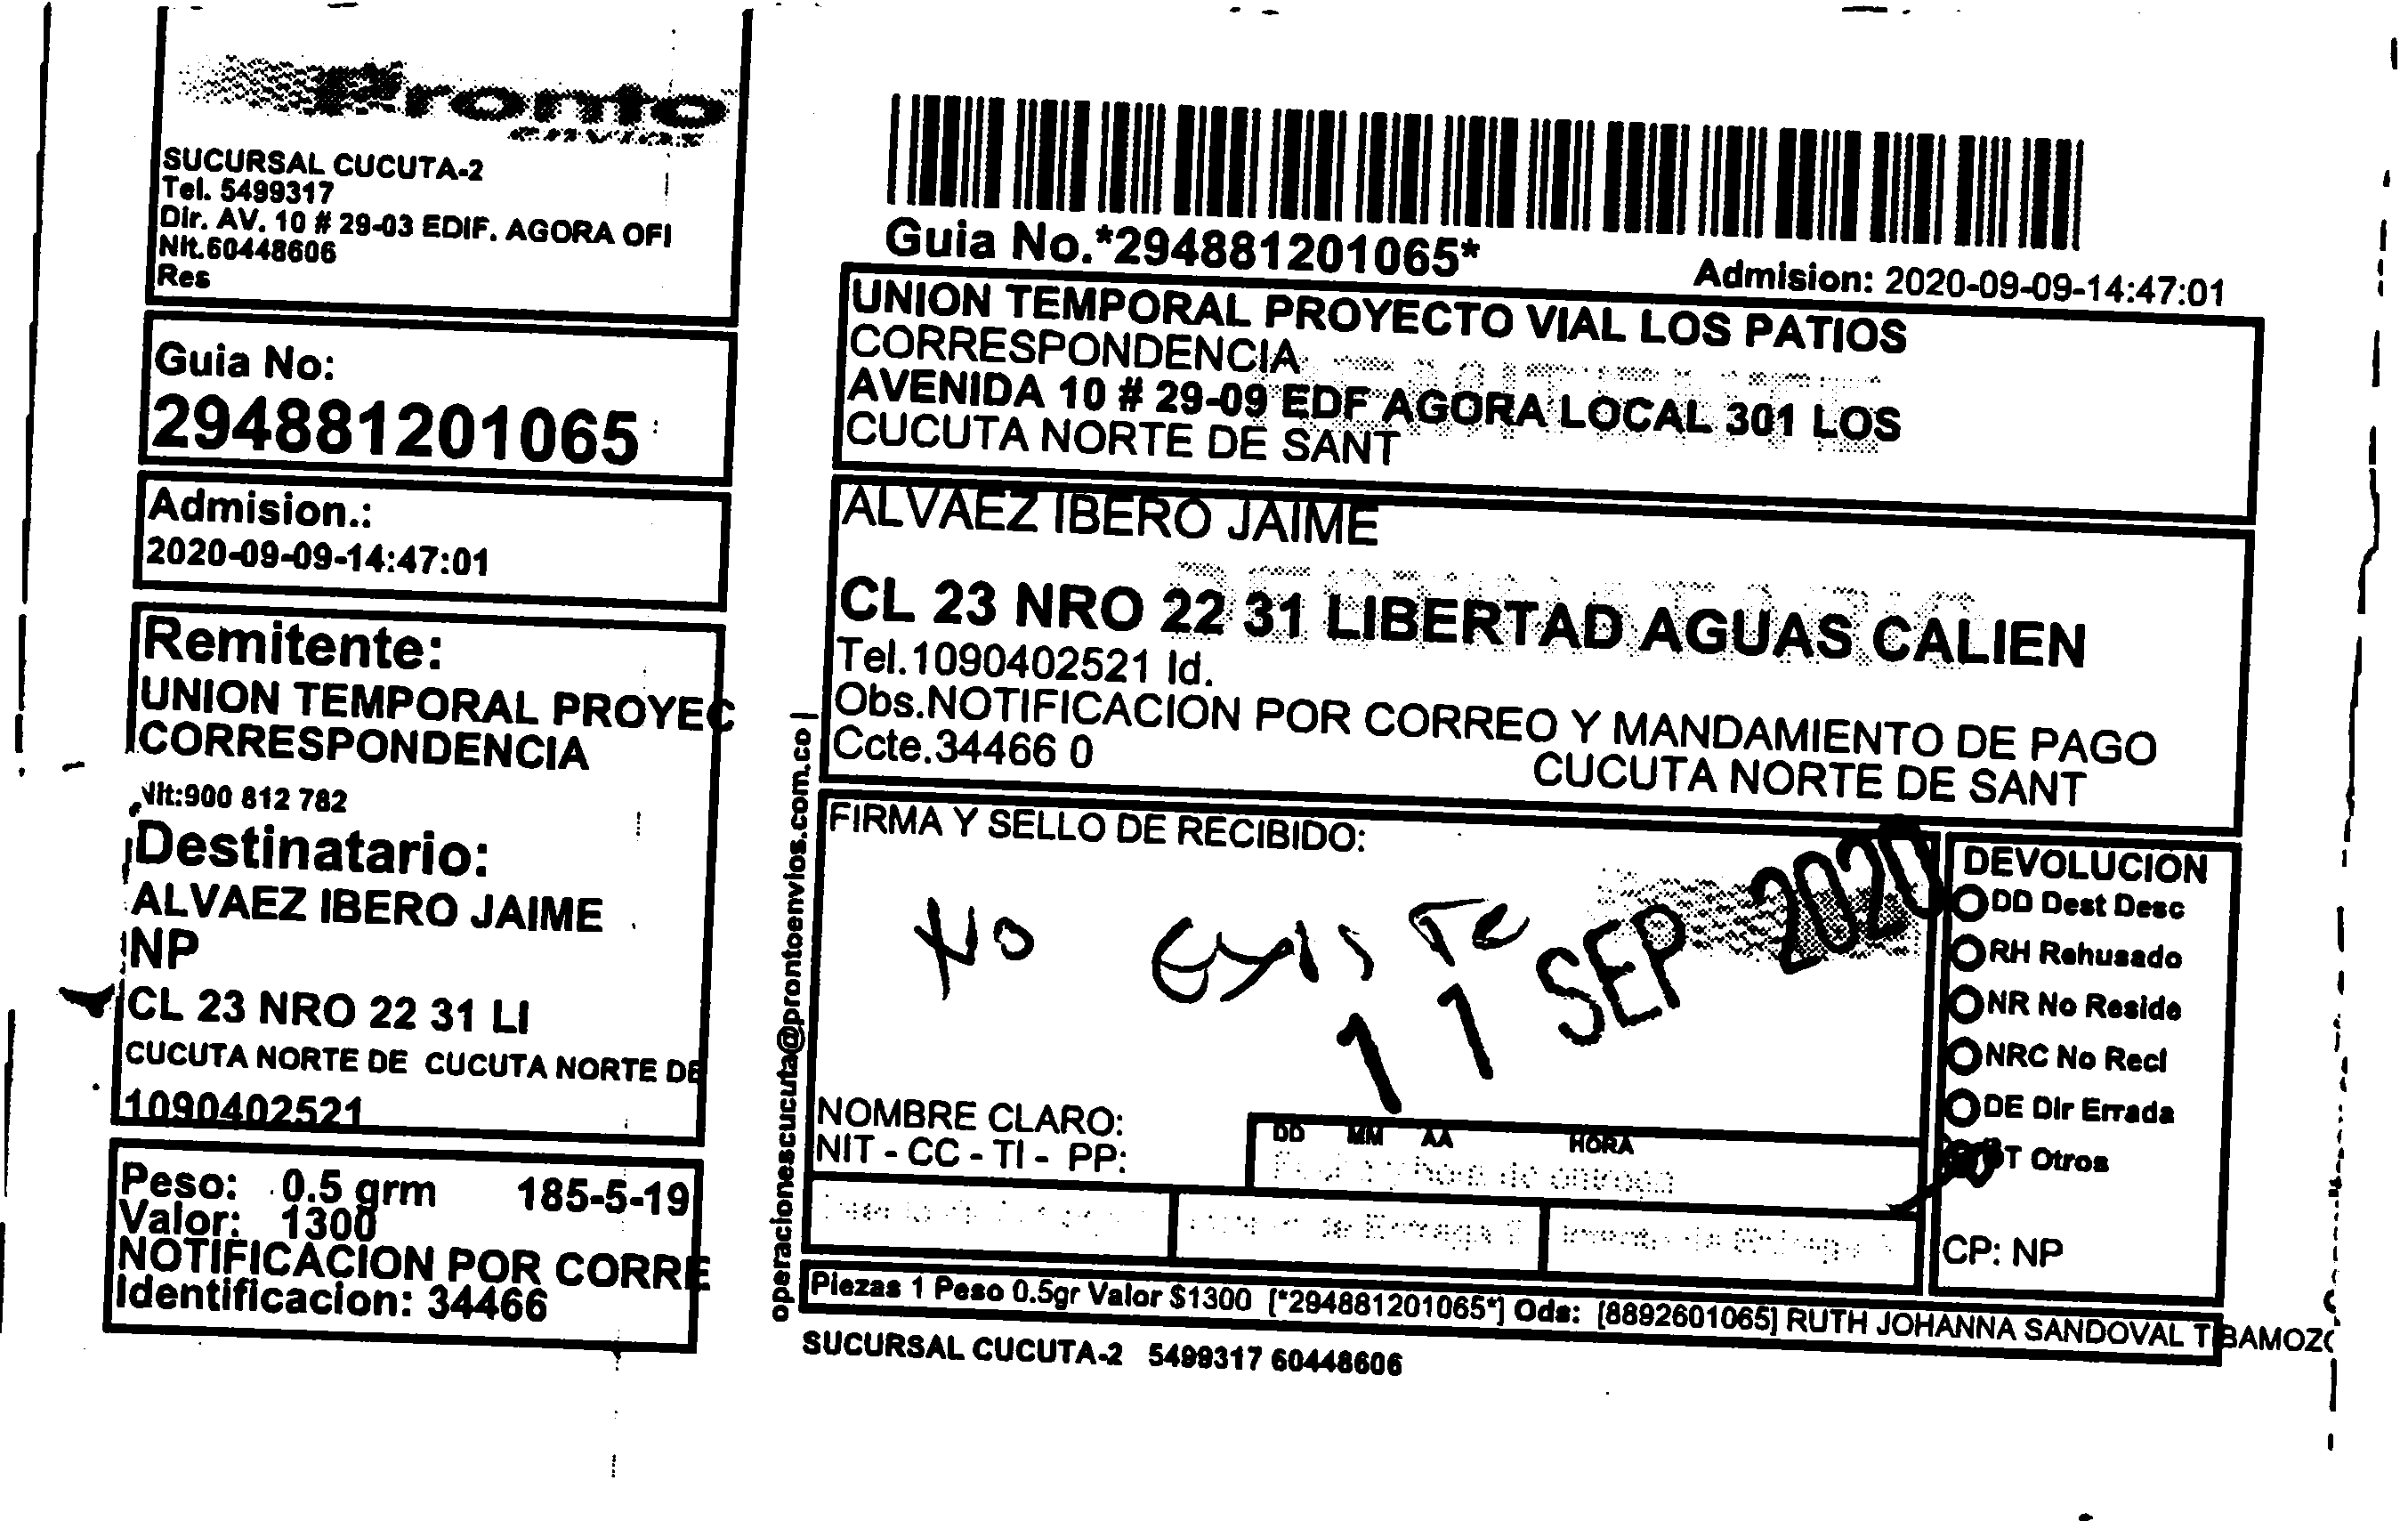 Pronto
envios
SUCURSAL CUCUTA-2
Tel. 5499317
Dir. AV. 10 # 29-03 EDIF. AGORA OFI
Nit.60448606
Res
Guia No:
294881201065
Admision.:
2020-09-09-14:47:01
Remitente:
UNION TEMPORAL PROYEC
CORRESPONDENCIA
Nit:900 812 782
Destinatario:
ALVAEZ IBERO JAIME
NP
CL 23 NRO 22 31 LI
CUCUTA NORTE DE CUCUTA NORTE DE
1090402521
Peso: 0.5 grm 185-5-19
Valor: 1300
NOTIFICACION POR CORRE
Identificacion: 34466
Guia No.*294881201065*
Admision: 2020-09-09-14:47:01
UNION TEMPORAL PROYECTO VIAL LOS PATIOS
CORRESPONDENCIA
AVENIDA 10 # 29-09 EDF AGORA LOCAL 301 LOS
CUCUTA NORTE DE SANT
ALVAEZ IBERO JAIME
CL 23 NRO 22 31 LIBERTAD AGUAS CALIEN
Tel.1090402521 Id.
Obs.NOTIFICACION POR CORREO Y MANDAMIENTO DE PAGO
Ccte.34466 0
CUCUTA NORTE DE SANT
operacionescucuta@prontoenvios.com.co |
FIRMA Y SELLO DE RECIBIDO:
No existe
11 SEP 2020
NOMBRE CLARO:
NIT - CC - TI - PP:
DD MM AA HORA
Fecha y hora de entrega
DEVOLUCION
DD Dest Desc
RH Rehusado
NR No Reside
NRC No Recl
DE Dir Errada
OT Otros
CP: NP
Piezas 1 Peso 0.5gr Valor $1300 [*294881201065*] Ods: [8892601065] RUTH JOHANNA SANDOVAL TIBAMOZO
SUCURSAL CUCUTA-2 5499317 60448606